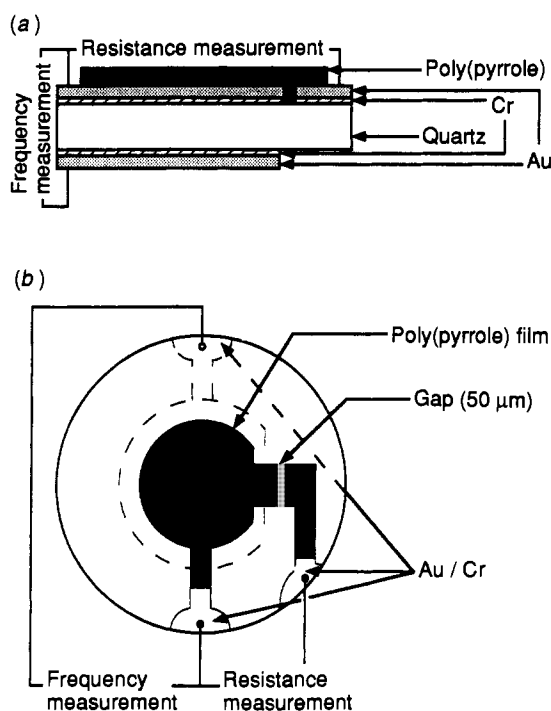 (a)
Resistance measurement
Frequency
measurement
Poly(pyrrole)
Cr
Quartz
Au
(b)
Poly(pyrrole) film
Gap (50 μm)
Au / Cr
Frequency
measurement
Resistance
measurement